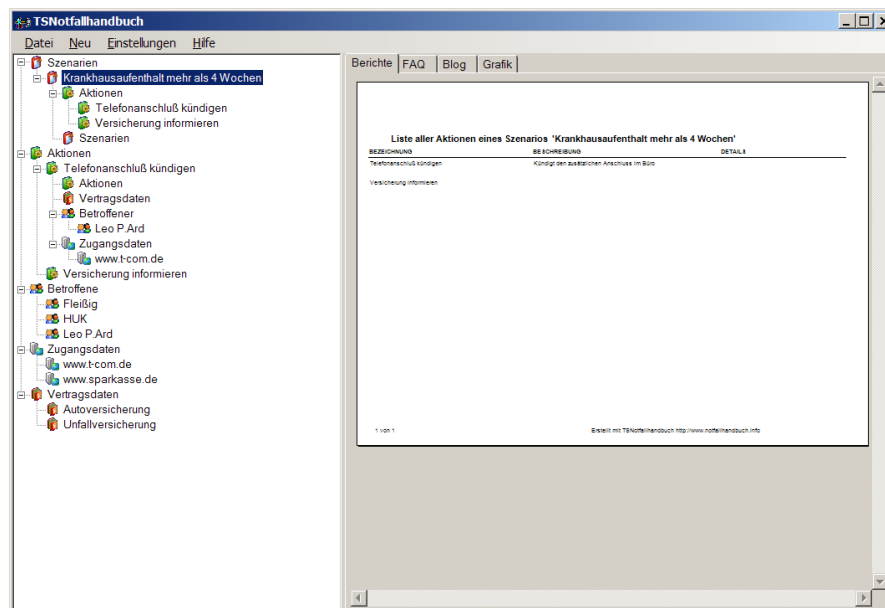 TSNotfallhandbuch
Datei Neu Einstellungen Hilfe
Szenarien
Krankhausaufenthalt mehr als 4 Wochen
Aktionen
Telefonanschluß kündigen
Versicherung informieren
Szenarien
Aktionen
Telefonanschluß kündigen
Aktionen
Vertragsdaten
Betroffener
Leo P.Ard
Zugangsdaten
www.t-com.de
Versicherung informieren
Betroffene
Fleißig
HUK
Leo P.Ard
Zugangsdaten
www.t-com.de
www.sparkasse.de
Vertragsdaten
Autoversicherung
Unfallversicherung
Berichte FAQ Blog Grafik
Liste aller Aktionen eines Szenarios 'Krankhausaufenthalt mehr als 4 Wochen'
BEZEICHNUNG BESCHREIBUNG DETAILS
Telefonanschluß kündigen Kündigt den zusätzlichen Anschluss im Büro
Versicherung informieren
1 von 1 Erstellt mit TSNotfallhandbuch http://www.notfallhandbuch.info